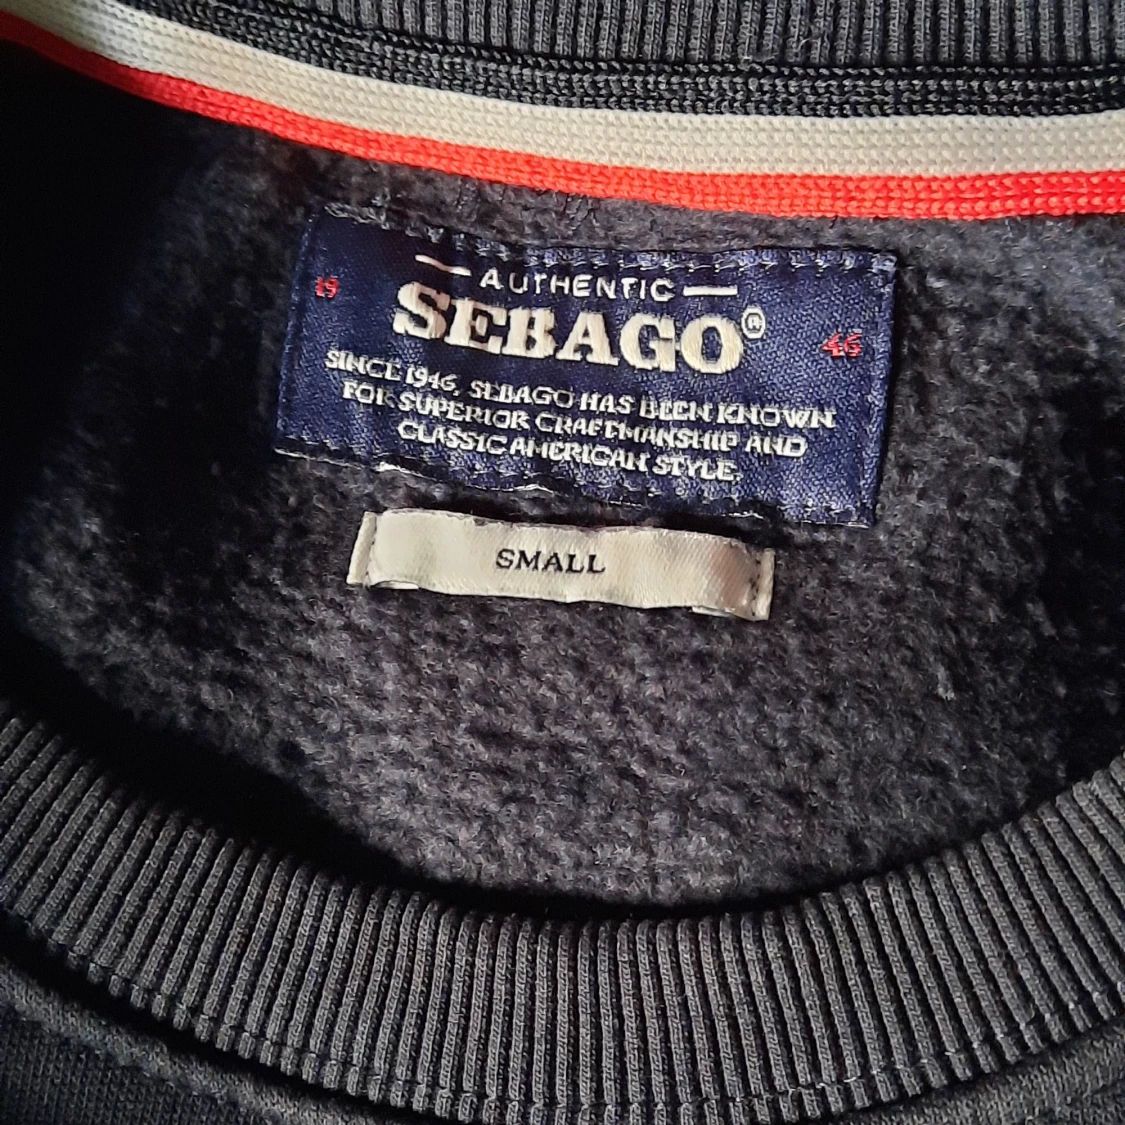 AUTHENTIC
19 SEBAGO® 46
SINCE 1946, SEBAGO HAS BEEN KNOWN
FOR SUPERIOR CRAFTMANSHIP AND
CLASSIC AMERICAN STYLE.
SMALL